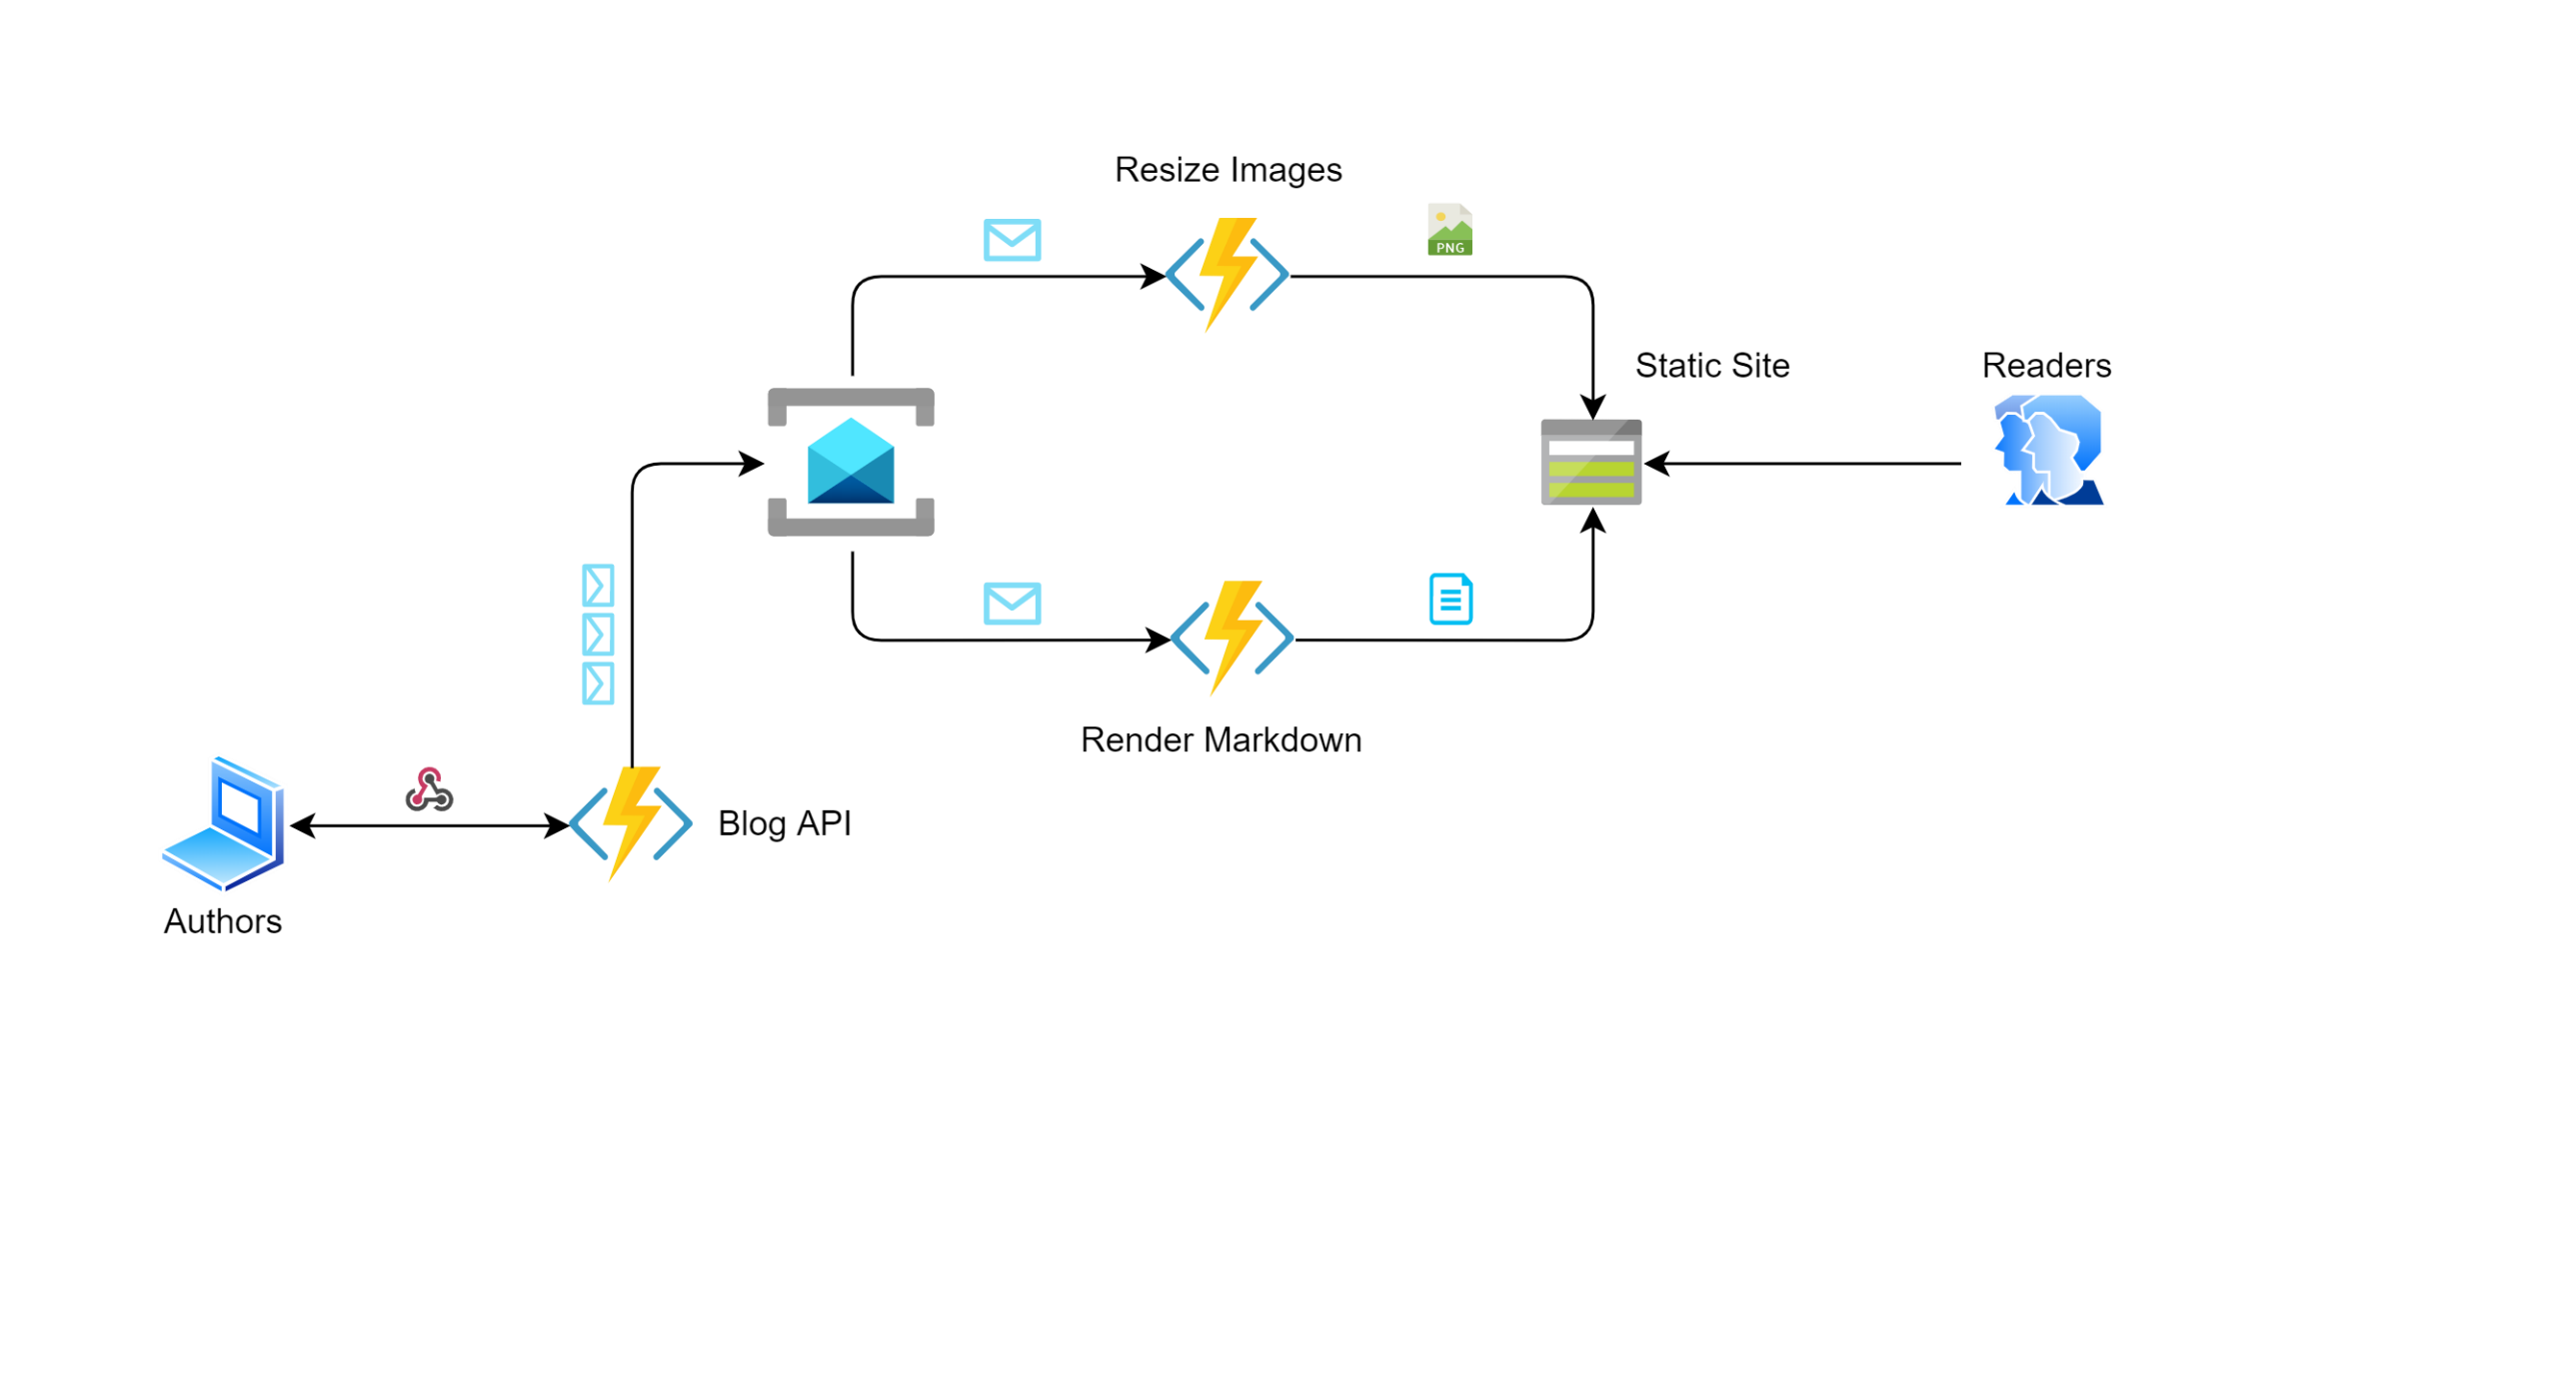 Resize Images
PNG
Static Site
Readers
Render Markdown
Blog API
Authors